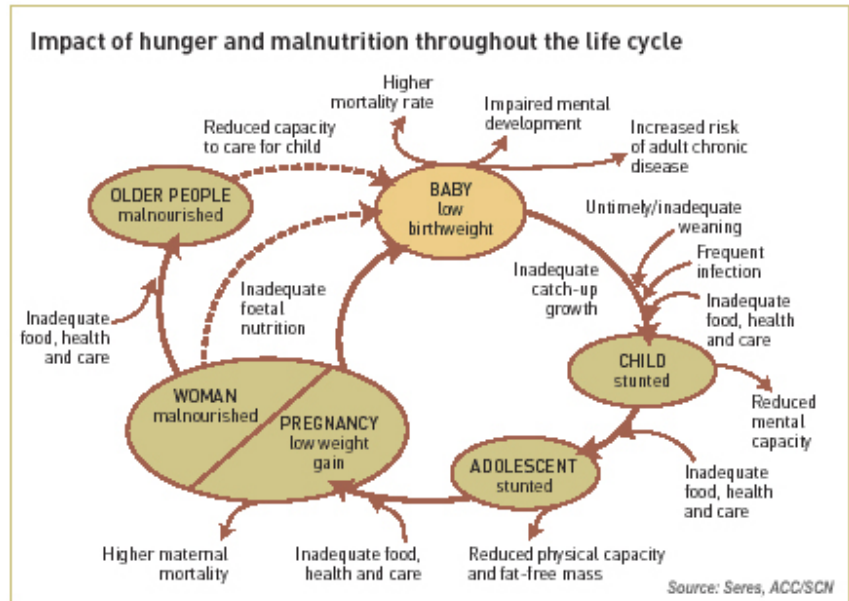 Impact of hunger and malnutrition throughout the life cycle
Higher
mortality rate
Impaired mental
development
Increased risk
of adult chronic
disease
Reduced capacity
to care for child
OLDER PEOPLE
malnourished
BABY
low
birthweight
Untimely/inadequate
weaning
Frequent
infection
Inadequate
food, health
and care
Inadequate
catch-up
growth
Inadequate
foetal
nutrition
Inadequate
food, health
and care
CHILD
stunted
Reduced
mental
capacity
WOMAN
malnourished
PREGNANCY
low weight
gain
ADOLESCENT
stunted
Inadequate
food, health
and care
Higher maternal
mortality
Inadequate food,
health and care
Reduced physical capacity
and fat-free mass
Source: Seres, ACC/SCN